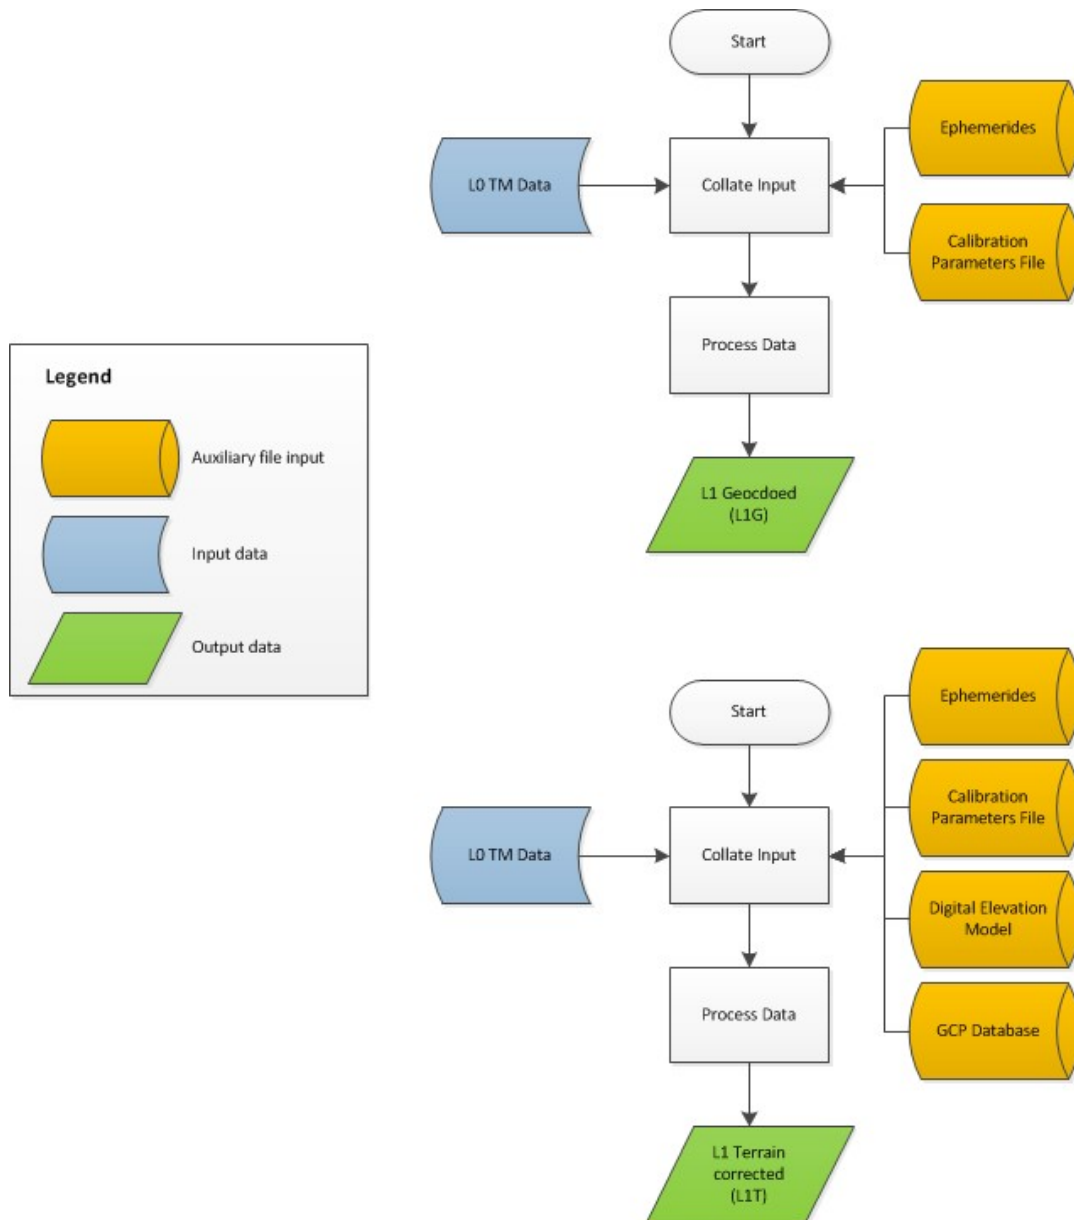 Start
Ephemerides
L0 TM Data
Collate Input
Calibration
Parameters File
Process Data
Legend
Auxiliary file input
L1 Geocdoed
(L1G)
Input data
Output data
Start
Ephemerides
Calibration
Parameters File
L0 TM Data
Collate Input
Digital Elevation
Model
Process Data
GCP Database
L1 Terrain
corrected
(L1T)